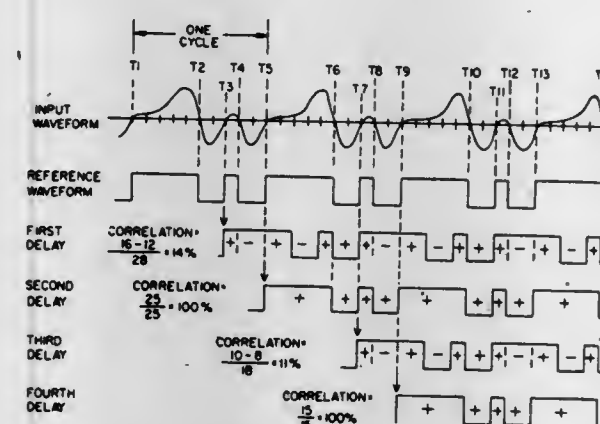 ONE
CYCLE
T1 T2 T3 T4 T5 T6 T7 T8 T9 T10 T11 T12 T13
INPUT
WAVEFORM
REFERENCE
WAVEFORM
FIRST
DELAY
CORRELATION=
16-12
28
=14%
+ - + - + + + - + - + + + - + - +
SECOND
DELAY
CORRELATION=
25
25
=100%
+ + + + + + + + +
THIRD
DELAY
CORRELATION=
10-8
18
=11%
+ - + - + + + - + - +
FOURTH
DELAY
CORRELATION=
15
=100%
+ + + + +